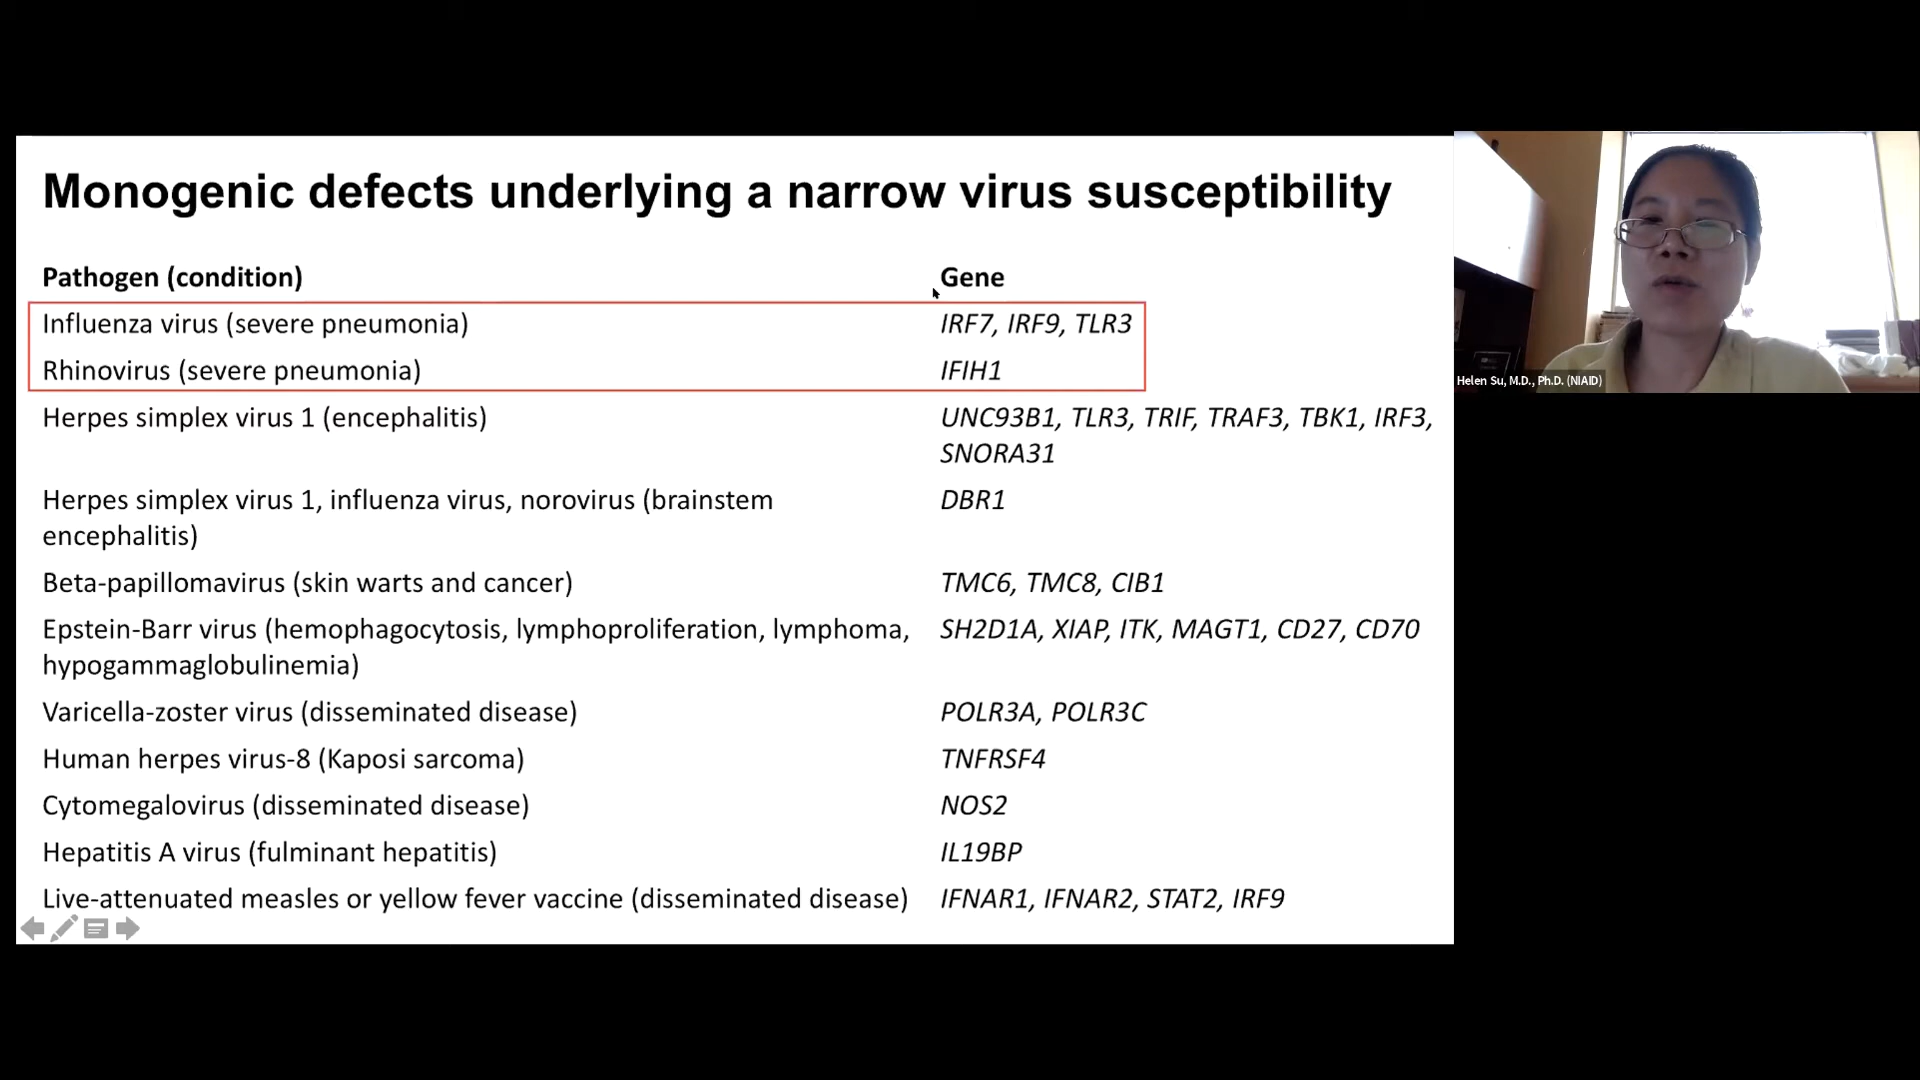 Monogenic defects underlying a narrow virus susceptibility
Pathogen (condition) Gene
Influenza virus (severe pneumonia) IRF7, IRF9, TLR3
Rhinovirus (severe pneumonia) IFIH1
Herpes simplex virus 1 (encephalitis) UNC93B1, TLR3, TRIF, TRAF3, TBK1, IRF3,
SNORA31
Herpes simplex virus 1, influenza virus, norovirus (brainstem DBR1
encephalitis)
Beta-papillomavirus (skin warts and cancer) TMC6, TMC8, CIB1
Epstein-Barr virus (hemophagocytosis, lymphoproliferation, lymphoma, SH2D1A, XIAP, ITK, MAGT1, CD27, CD70
hypogammaglobulinemia)
Varicella-zoster virus (disseminated disease) POLR3A, POLR3C
Human herpes virus-8 (Kaposi sarcoma) TNFRSF4
Cytomegalovirus (disseminated disease) NOS2
Hepatitis A virus (fulminant hepatitis) IL19BP
Live-attenuated measles or yellow fever vaccine (disseminated disease) IFNAR1, IFNAR2, STAT2, IRF9
Helen Su, M.D., Ph.D. (NIAID)